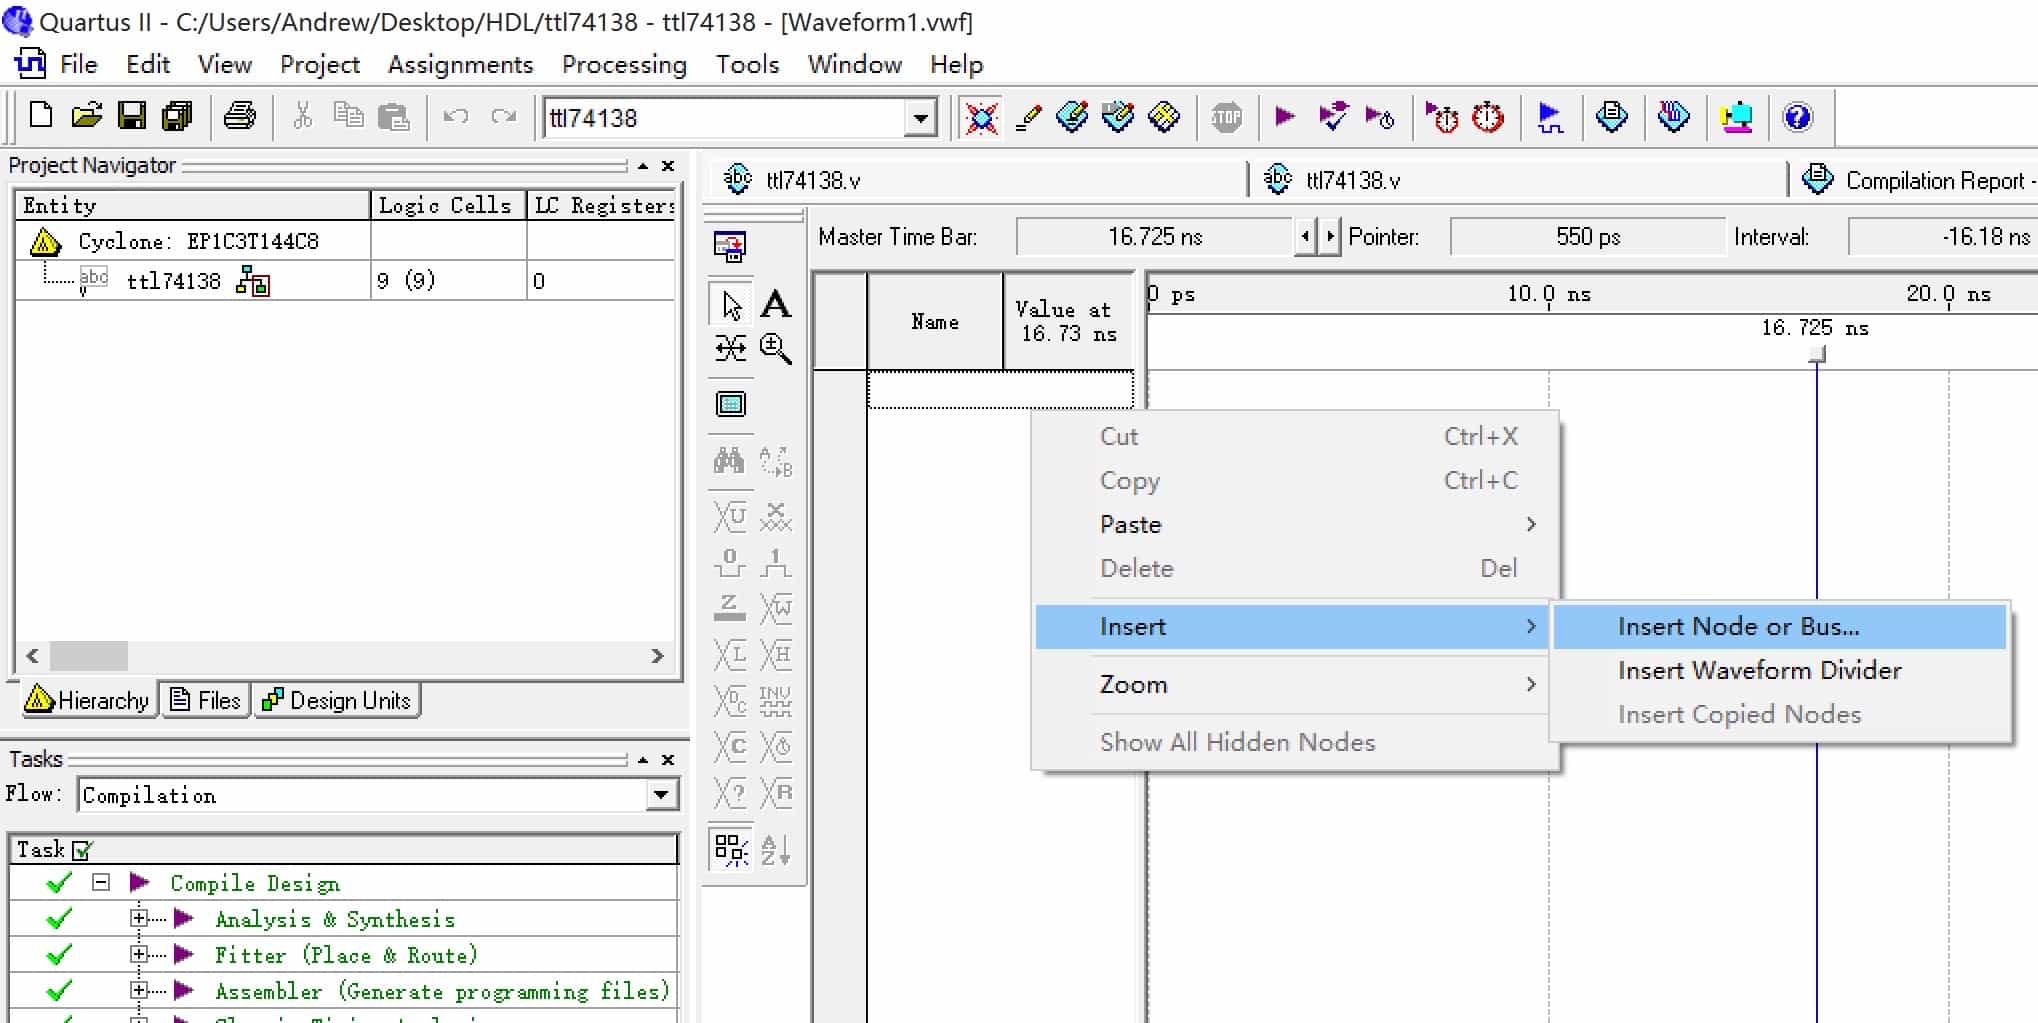 Quartus II - C:/Users/Andrew/Desktop/HDL/ttl74138 - ttl74138 - [Waveform1.vwf]
File Edit View Project Assignments Processing Tools Window Help
ttl74138
STOP
Project Navigator
Entity Logic Cells LC Registers
Cyclone: EP1C3T144C8
abc ttl74138 9 (9) 0
Hierarchy Files Design Units
Tasks
Flow: Compilation
Task
Compile Design
Analysis & Synthesis
Fitter (Place & Route)
Assembler (Generate programming files)
abc ttl74138.v abc ttl74138.v Compilation Report -
Master Time Bar: 16.725 ns Pointer: 550 ps Interval: -16.18 ns
Name Value at 16.73 ns
0 ps 10.0 ns 20.0 ns
16.725 ns
Cut Ctrl+X
Copy Ctrl+C
Paste
Delete Del
Insert
Zoom
Show All Hidden Nodes
Insert Node or Bus...
Insert Waveform Divider
Insert Copied Nodes